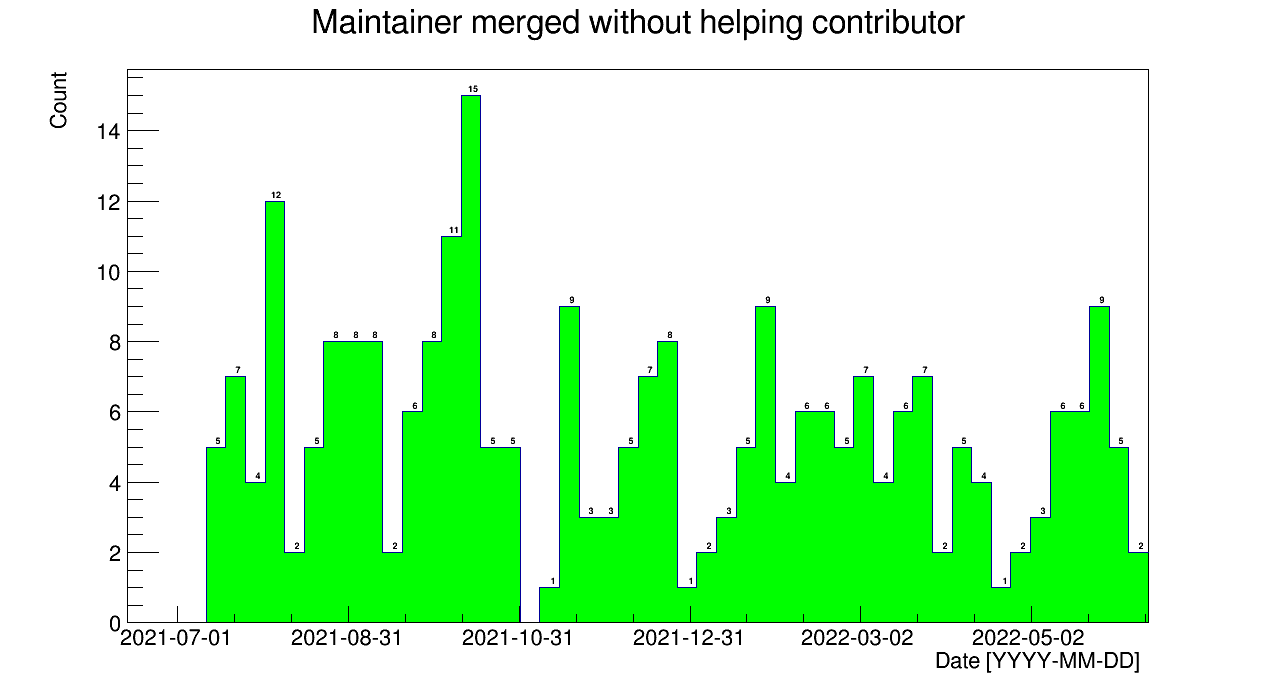 Maintainer merged without helping contributor
Count
15
14
12
12
11
10
9 9 9
8 8 8 8 8 8
7 7 7 7
6 6 6 6 6 6 6
5 5 5 5 5 5 5 5 5
4 4 4 4 4
3 3 3 3
2 2 2 2 2 2 2
1 1 1
0
2021-07-01 2021-08-31 2021-10-31 2021-12-31 2022-03-02 2022-05-02
Date [YYYY-MM-DD]